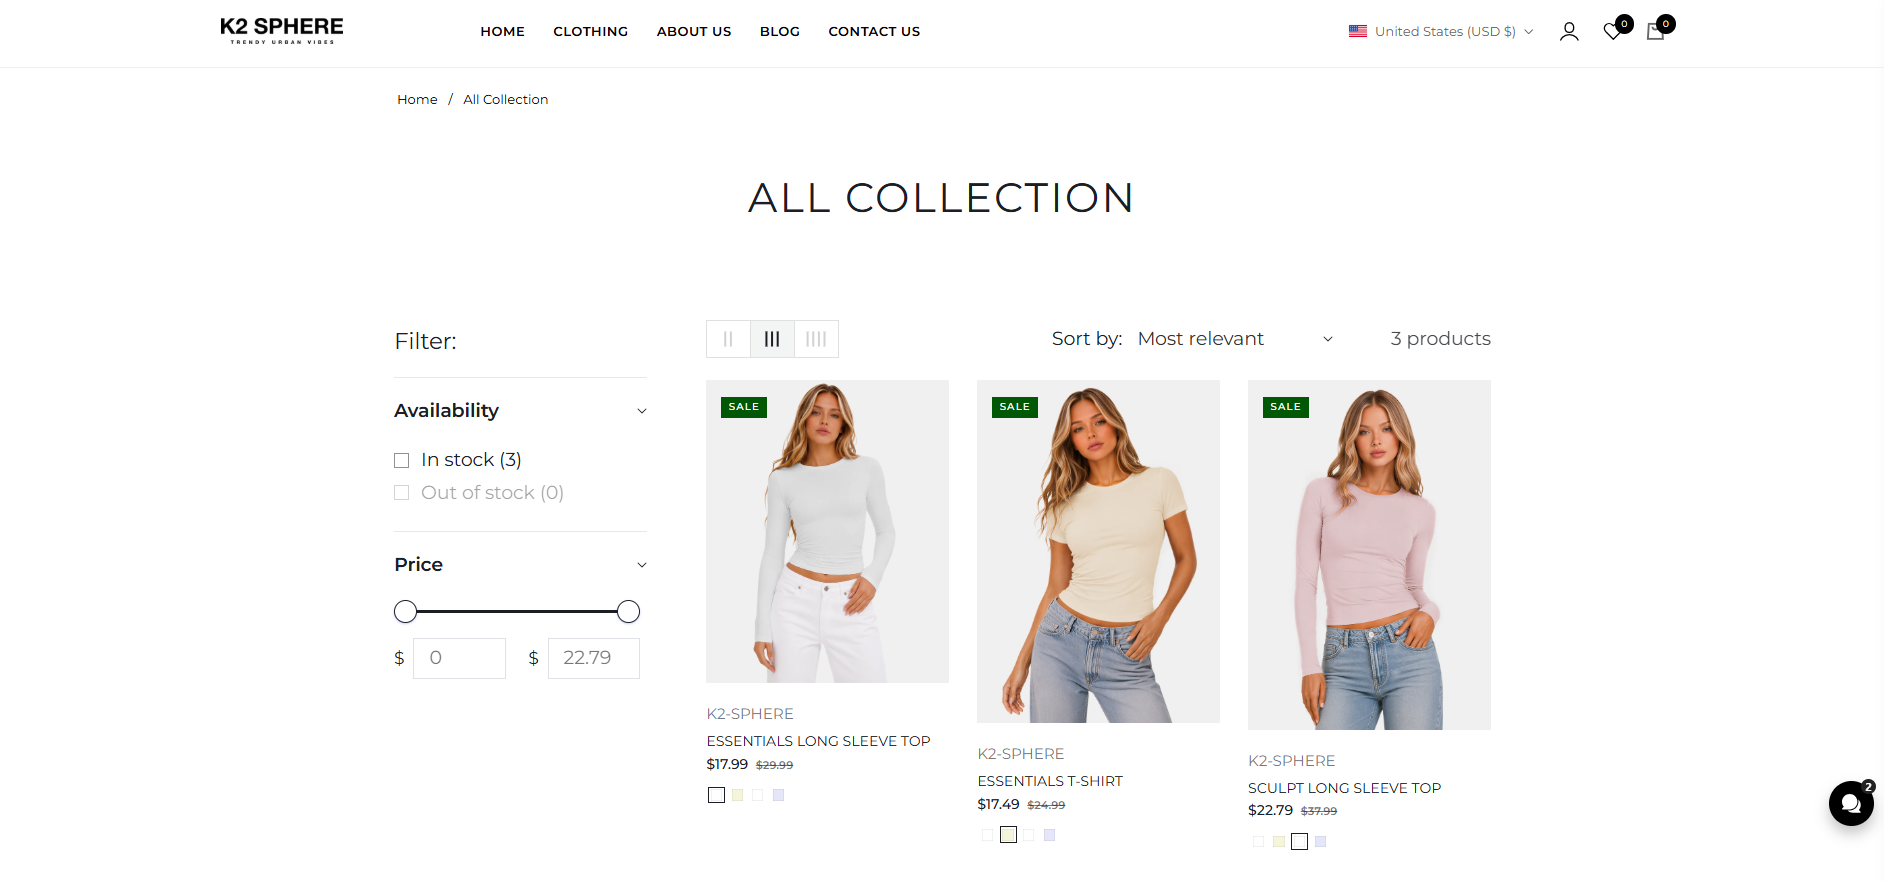 K2 SPHERE
TRENDY URBAN VIBES
HOME CLOTHING ABOUT US BLOG CONTACT US
United States (USD $)
0
0
Home / All Collection
ALL COLLECTION
Filter:
Availability
In stock (3)
Out of stock (0)
Price
$ 0 $ 22.79
Sort by: Most relevant
3 products
SALE
K2-SPHERE
ESSENTIALS LONG SLEEVE TOP
$17.99 $29.99
SALE
K2-SPHERE
ESSENTIALS T-SHIRT
$17.49 $24.99
SALE
K2-SPHERE
SCULPT LONG SLEEVE TOP
$22.79 $37.99
2